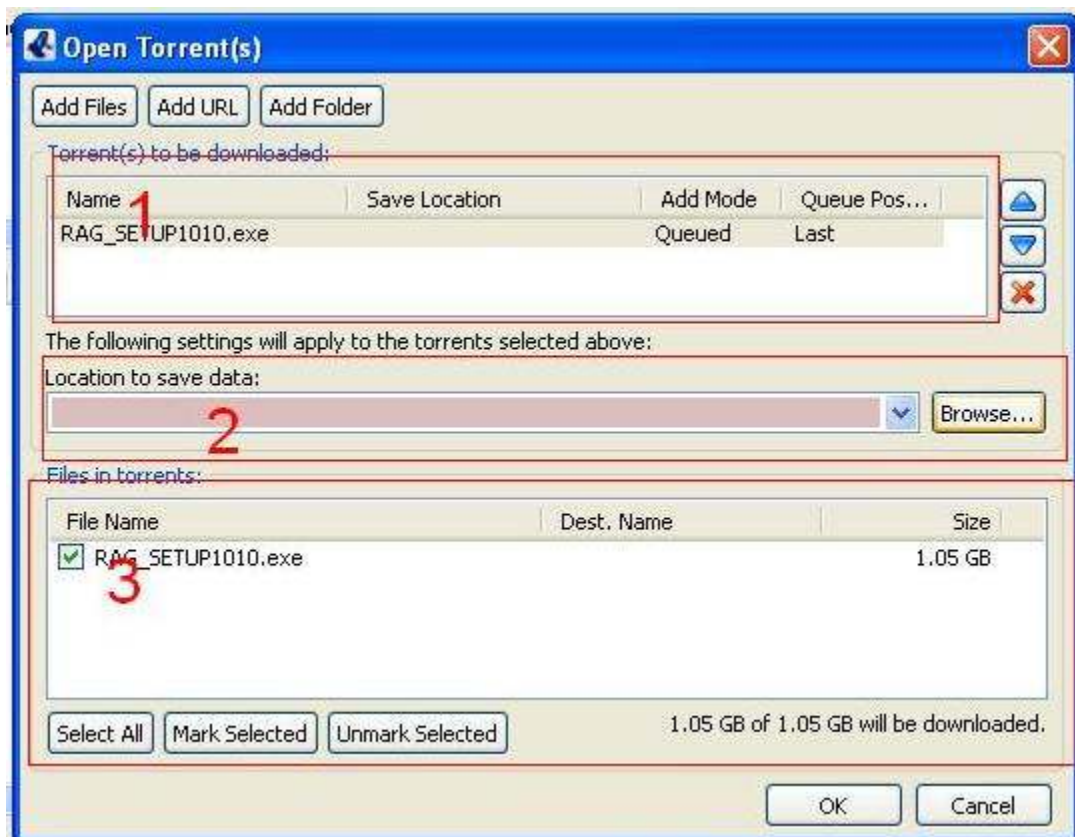 Open Torrent(s)
Add Files Add URL Add Folder
Torrent(s) to be downloaded:
Name Save Location Add Mode Queue Pos...
1
RAG_SETUP1010.exe Queued Last
The following settings will apply to the torrents selected above:
Location to save data:
2
Browse...
Files in torrents:
File Name Dest. Name Size
RAG_SETUP1010.exe 1.05 GB
3
Select All Mark Selected Unmark Selected 1.05 GB of 1.05 GB will be downloaded.
OK Cancel